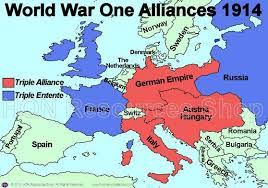 World War One Alliances 1914
Norway
Sweden
Denmark
The
Netherlands
Triple Alliance
Triple Entente
German Empire
Russia
France
Switz
Austria
Hungary
Romania
Serbia
Bulgaria
Italy
Portugal
Spain
Greece